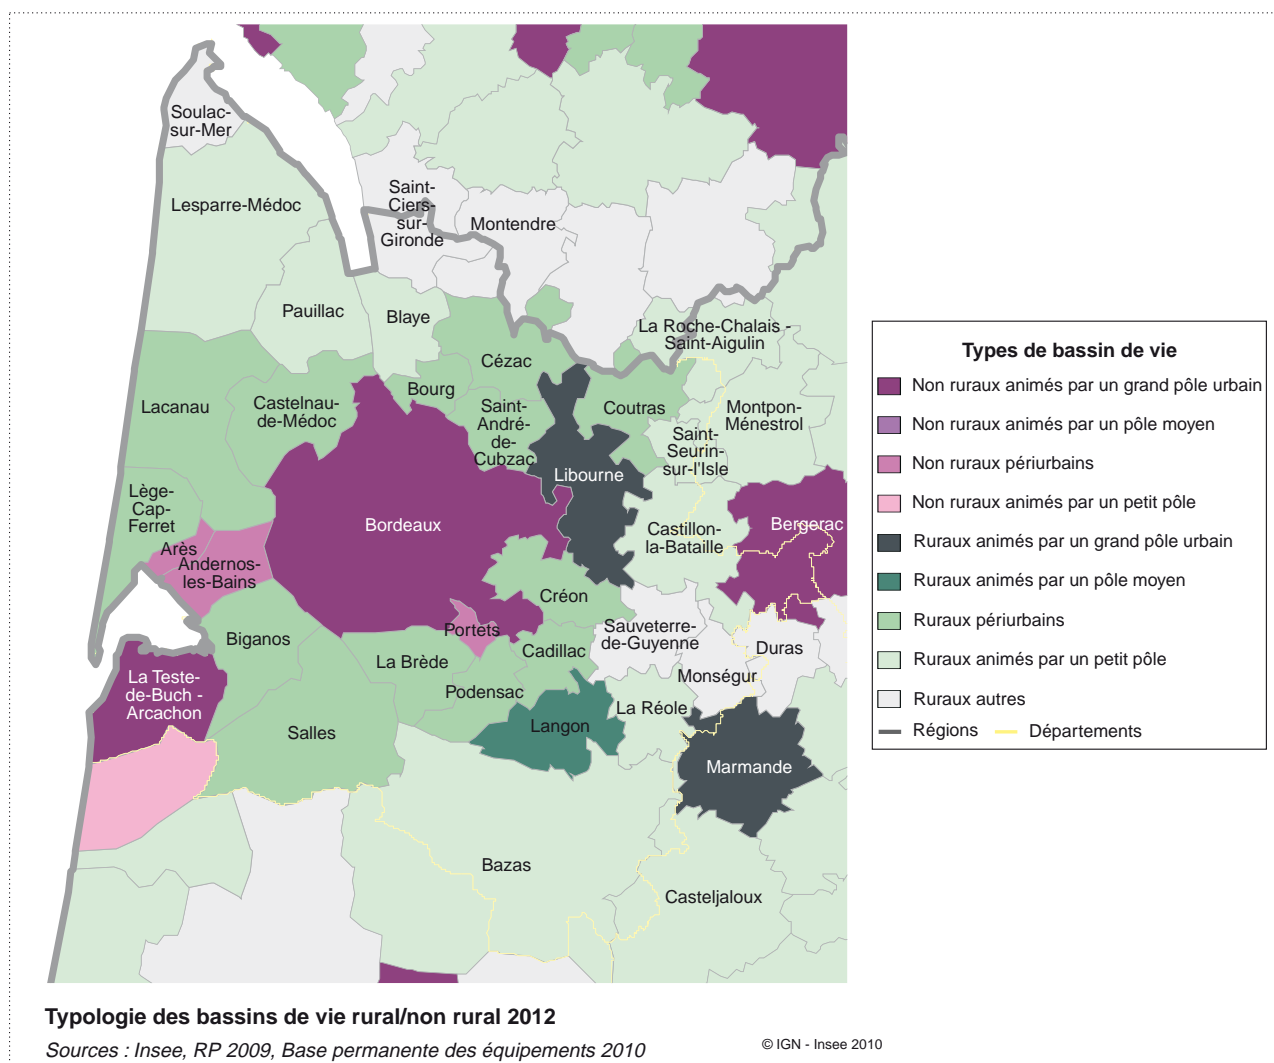 Soulac-
sur-Mer
Lesparre-Médoc
Saint-
Ciers-
sur-
Gironde
Montendre
Pauillac
Blaye
La Roche-Chalais -
Saint-Aigulin
Cézac
Bourg
Lacanau
Castelnau-
de-Médoc
Saint-
André-
de-
Cubzac
Coutras
Montpon-
Ménestrol
Saint-
Seurin-
sur-l'Isle
Libourne
Lège-
Cap-
Ferret
Bordeaux
Castillon-
la-Bataille
Bergerac
Arès
Andernos-
les-Bains
Créon
Biganos
Portets
Sauveterre-
de-Guyenne
Duras
La Brède
Cadillac
Monségur
La Teste-
de-Buch -
Arcachon
Podensac
La Réole
Salles
Langon
Marmande
Bazas
Casteljaloux
Types de bassin de vie
Non ruraux animés par un grand pôle urbain
Non ruraux animés par un pôle moyen
Non ruraux périurbains
Non ruraux animés par un petit pôle
Ruraux animés par un grand pôle urbain
Ruraux animés par un pôle moyen
Ruraux périurbains
Ruraux animés par un petit pôle
Ruraux autres
Régions Départements
Typologie des bassins de vie rural/non rural 2012
Sources : Insee, RP 2009, Base permanente des équipements 2010
© IGN - Insee 2010